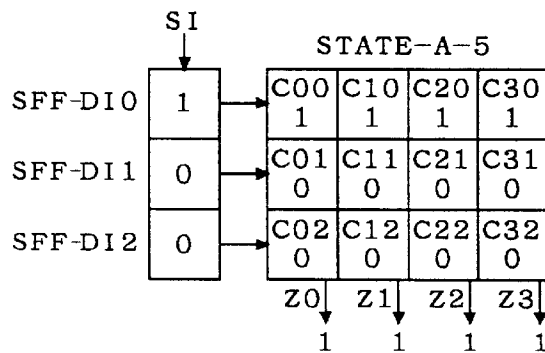 SI
STATE-A-5
SFF-DI0 1 C00 C10 C20 C30
1 1 1 1
SFF-DI1 0 C01 C11 C21 C31
0 0 0 0
SFF-DI2 0 C02 C12 C22 C32
0 0 0 0
Z0 Z1 Z2 Z3
1 1 1 1